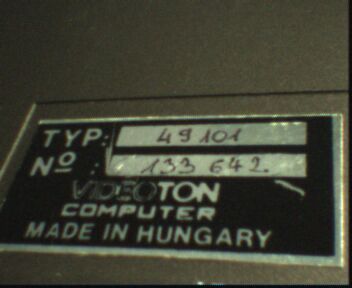 TYP: 49101
Nº : 133 642.
VIDEOTON
COMPUTER
MADE IN HUNGARY